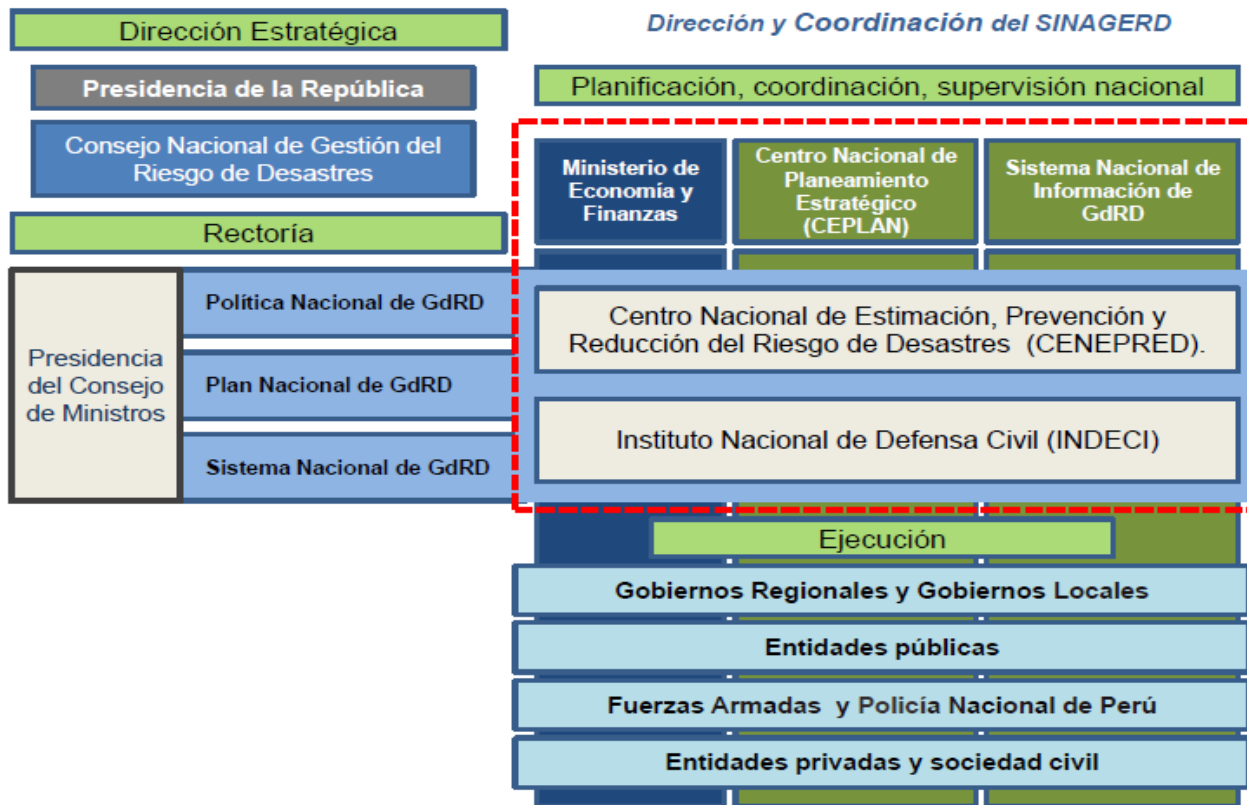 Dirección Estratégica
Presidencia de la República
Consejo Nacional de Gestión del
Riesgo de Desastres
Rectoría
Presidencia
del Consejo
de Ministros
Política Nacional de GdRD
Plan Nacional de GdRD
Sistema Nacional de GdRD
Dirección y Coordinación del SINAGERD
Planificación, coordinación, supervisión nacional
Ministerio de
Economía y
Finanzas
Centro Nacional de
Planeamiento
Estratégico
(CEPLAN)
Sistema Nacional de
Información de
GdRD
Centro Nacional de Estimación, Prevención y
Reducción del Riesgo de Desastres (CENEPRED).
Instituto Nacional de Defensa Civil (INDECI)
Ejecución
Gobiernos Regionales y Gobiernos Locales
Entidades públicas
Fuerzas Armadas y Policía Nacional de Perú
Entidades privadas y sociedad civil